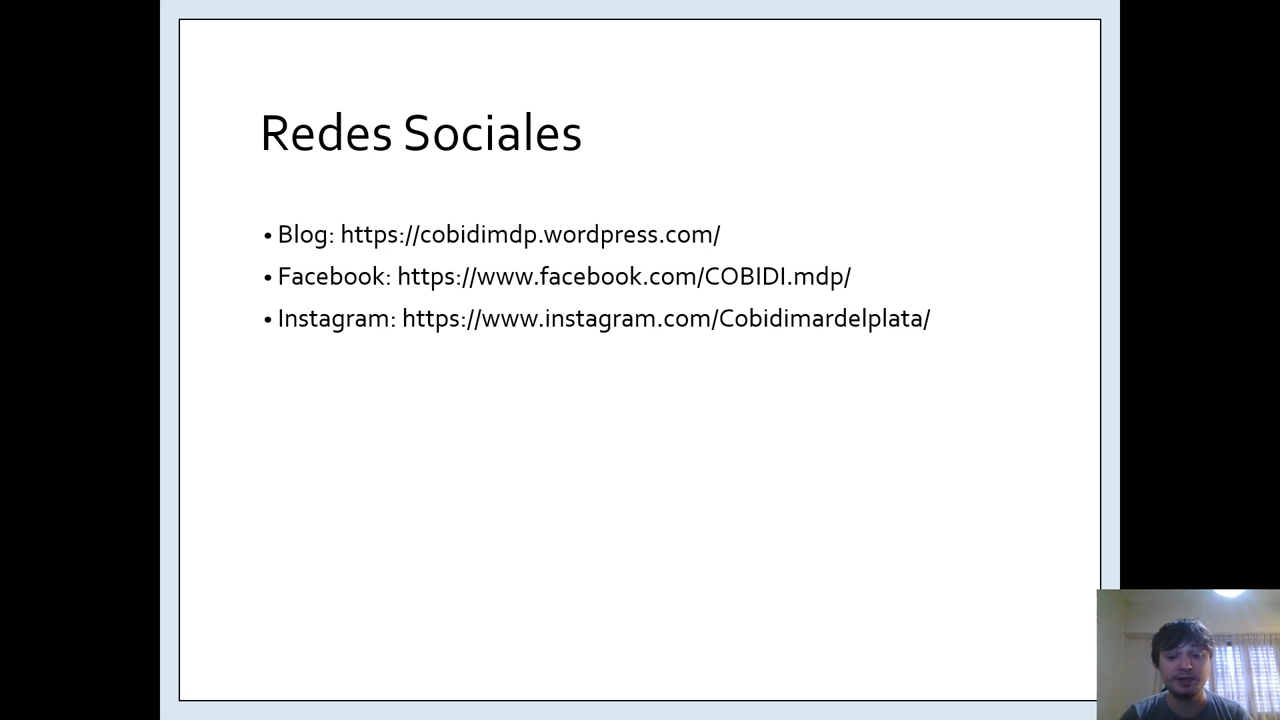 Redes Sociales
• Blog: https://cobidimdp.wordpress.com/
• Facebook: https://www.facebook.com/COBIDI.mdp/
• Instagram: https://www.instagram.com/Cobidimardelplata/